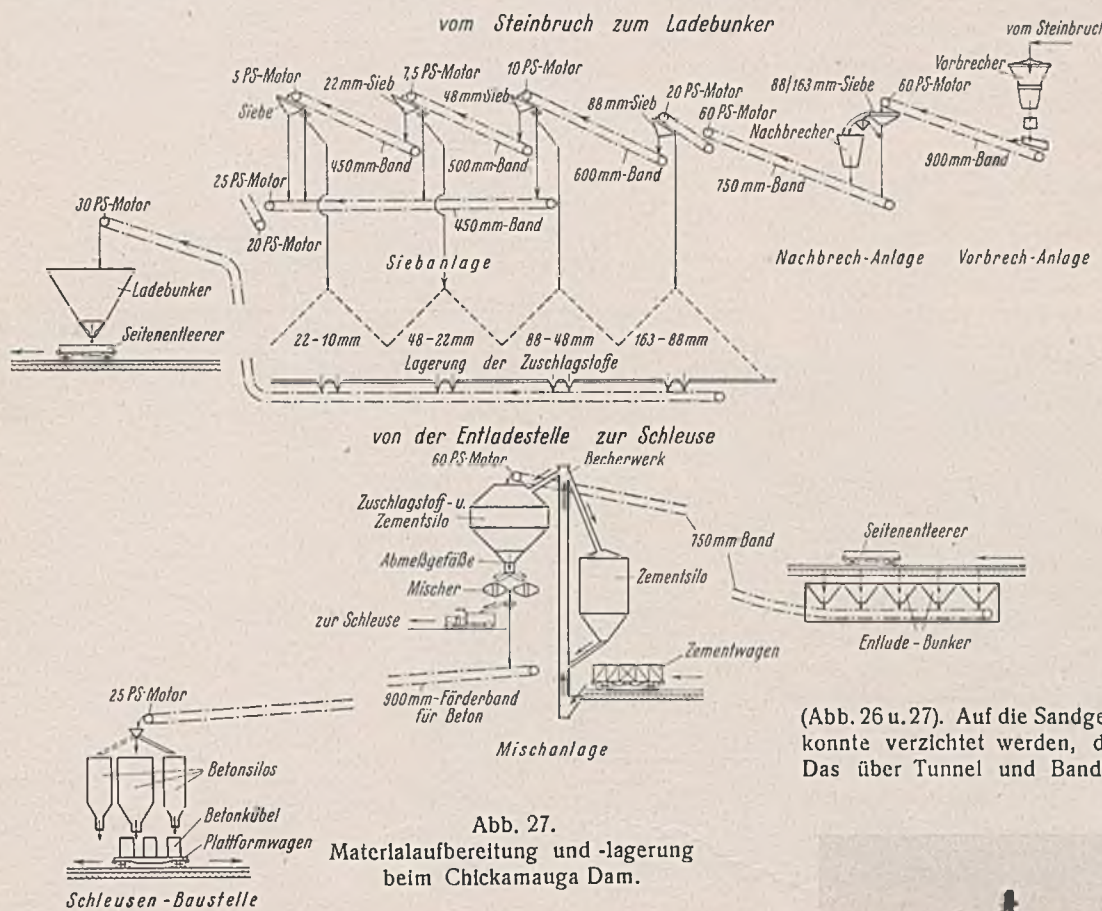 vom Steinbruch zum Ladebunker
vom Steinbruch
Vorbrecher
5 PS-Motor
22mm-Sieb
7,5 PS-Motor
10 PS-Motor
48mm-Sieb
88mm-Sieb
20 PS-Motor
60 PS-Motor
88/163 mm-Siebe
60 PS-Motor
Siebe
Nachbrecher
450mm-Band
500mm-Band
600mm-Band
750mm-Band
900mm-Band
25 PS-Motor
450mm-Band
30 PS-Motor
20 PS-Motor
Siebanlage
Nachbrech-Anlage
Vorbrech-Anlage
Ladebunker
Seitenentleerer
22-10mm
48-22mm
88-48mm
163-88mm
Lagerung der Zuschlagstoffe
von der Entladestelle zur Schleuse
60 PS-Motor
Becherwerk
Zuschlagstoff- u.
Zementsilo
750mm Band
Seitenentleerer
Abmeßgefäße
Mischer
Zementsilo
zur Schleuse
Entlade-Bunker
Zementwagen
25 PS-Motor
900mm-Förderband
für Beton
Mischanlage
Betonsilos
Betonkübel
Plattformwagen
Schleusen-Baustelle
Abb. 27.
Materialaufbereitung und -lagerung
beim Chickamauga Dam.
(Abb. 26 u. 27). Auf die Sandge
konnte verzichtet werden, d
Das über Tunnel und Band